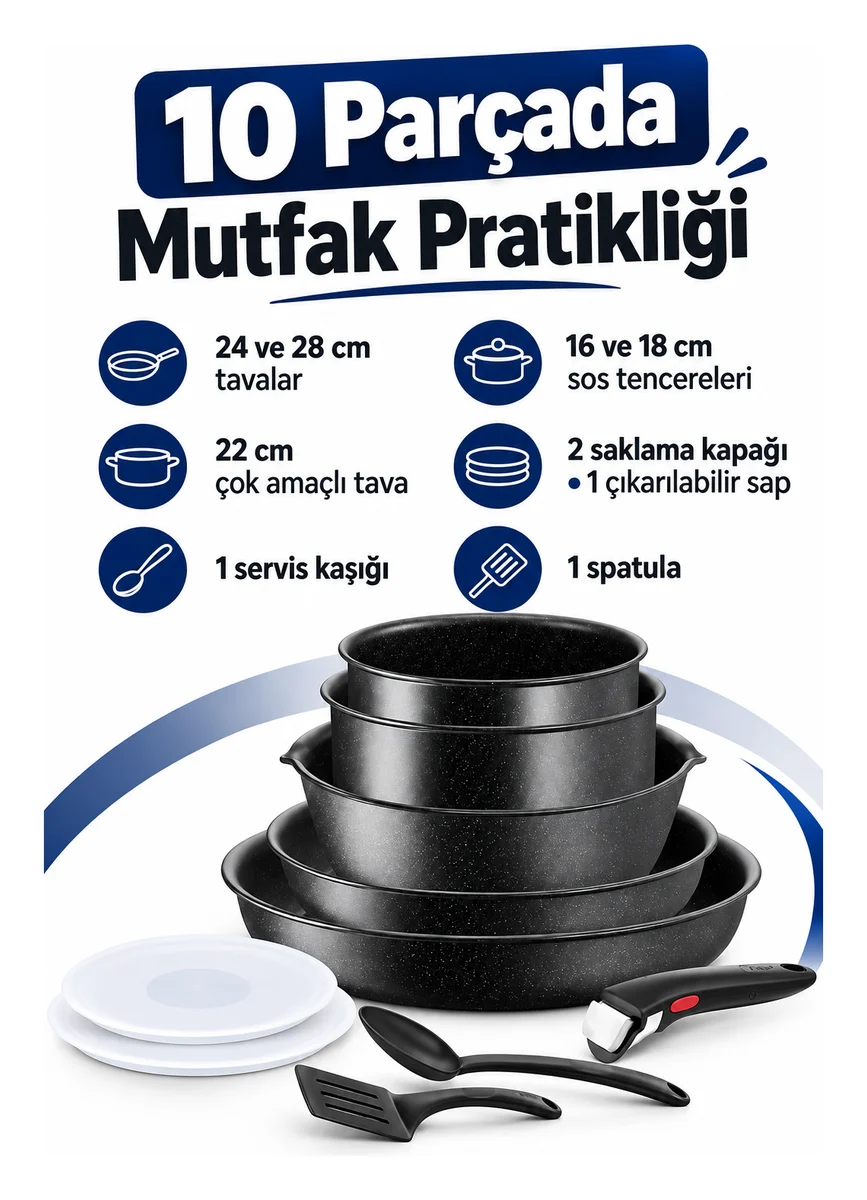 10 Parçada
Mutfak Pratikliği
24 ve 28 cm
tavalar
16 ve 18 cm
sos tencereleri
22 cm
çok amaçlı tava
2 saklama kapağı
• 1 çıkarılabilir sap
1 servis kaşığı
1 spatula